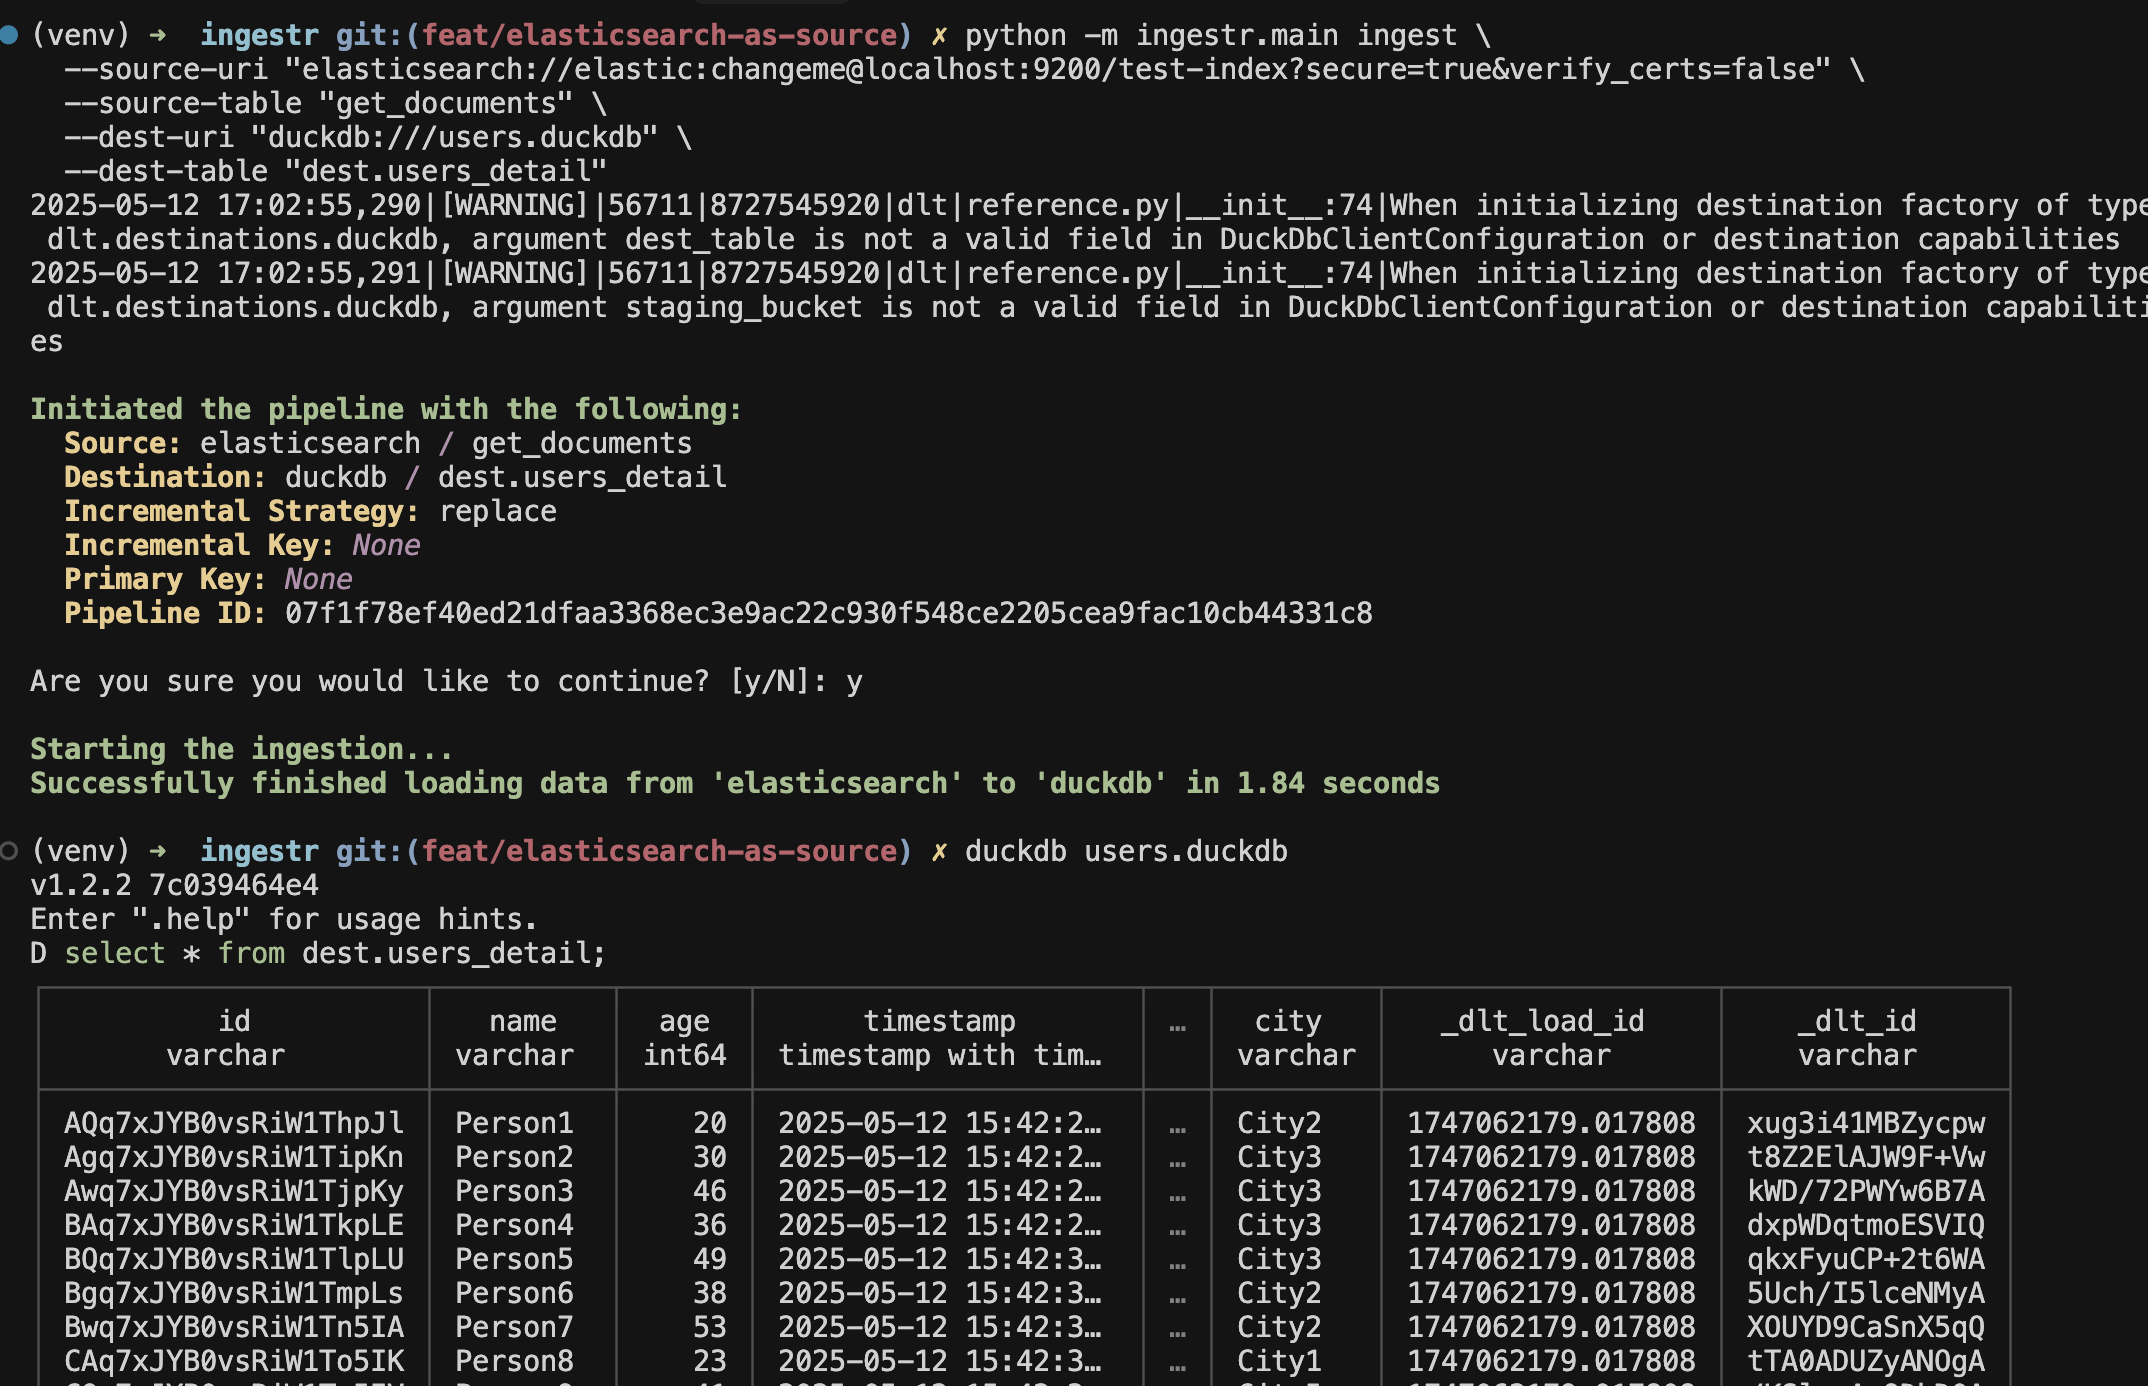 (venv) ➜  ingestr git:(feat/elasticsearch-as-source) ✗ python -m ingestr.main ingest \
  --source-uri "elasticsearch://elastic:changeme@localhost:9200/test-index?secure=true&verify_certs=false" \
  --source-table "get_documents" \
  --dest-uri "duckdb:///users.duckdb" \
  --dest-table "dest.users_detail"
2025-05-12 17:02:55,290|[WARNING]|56711|8727545920|dlt|reference.py|__init__:74|When initializing destination factory of type
 dlt.destinations.duckdb, argument dest_table is not a valid field in DuckDbClientConfiguration or destination capabilities
2025-05-12 17:02:55,291|[WARNING]|56711|8727545920|dlt|reference.py|__init__:74|When initializing destination factory of type
 dlt.destinations.duckdb, argument staging_bucket is not a valid field in DuckDbClientConfiguration or destination capabiliti
es
Initiated the pipeline with the following:
  Source: elasticsearch / get_documents
  Destination: duckdb / dest.users_detail
  Incremental Strategy: replace
  Incremental Key: None
  Primary Key: None
  Pipeline ID: 07f1f78ef40ed21dfaa3368ec3e9ac22c930f548ce2205cea9fac10cb44331c8
Are you sure you would like to continue? [y/N]: y
Starting the ingestion...
Successfully finished loading data from 'elasticsearch' to 'duckdb' in 1.84 seconds
(venv) ➜  ingestr git:(feat/elasticsearch-as-source) ✗ duckdb users.duckdb
v1.2.2 7c039464e4
Enter ".help" for usage hints.
D select * from dest.users_detail;
id name age timestamp … city _dlt_load_id _dlt_id
varchar varchar int64 timestamp with tim… varchar varchar varchar
AQq7xJYB0vsRiW1ThpJl Person1 20 2025-05-12 15:42:2… … City2 1747062179.017808 xug3i41MBZycpw
Agq7xJYB0vsRiW1TipKn Person2 30 2025-05-12 15:42:2… … City3 1747062179.017808 t8Z2ElAJW9F+Vw
Awq7xJYB0vsRiW1TjpKy Person3 46 2025-05-12 15:42:2… … City3 1747062179.017808 kWD/72PWYw6B7A
BAq7xJYB0vsRiW1TkpLE Person4 36 2025-05-12 15:42:2… … City3 1747062179.017808 dxpWDqtmoESVIQ
BQq7xJYB0vsRiW1TlpLU Person5 49 2025-05-12 15:42:3… … City3 1747062179.017808 qkxFyuCP+2t6WA
Bgq7xJYB0vsRiW1TmpLs Person6 38 2025-05-12 15:42:3… … City2 1747062179.017808 5Uch/I5lceNMyA
Bwq7xJYB0vsRiW1Tn5IA Person7 53 2025-05-12 15:42:3… … City2 1747062179.017808 XOUYD9CaSnX5qQ
CAq7xJYB0vsRiW1To5IK Person8 23 2025-05-12 15:42:3… … City1 1747062179.017808 tTA0ADUZyANOgA